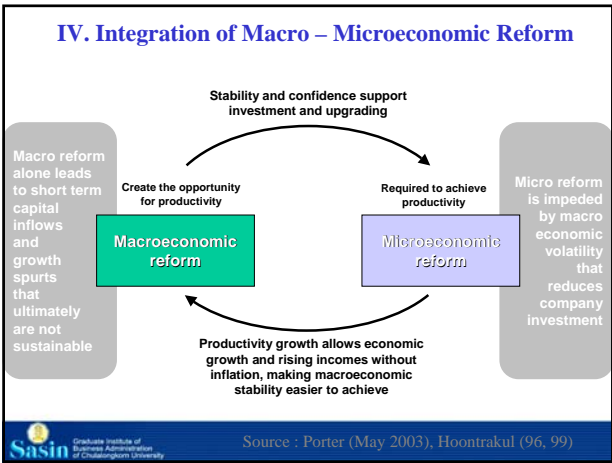 IV. Integration of Macro – Microeconomic Reform
Stability and confidence support
investment and upgrading
Macro reform
alone leads
to short term
capital
inflows
and
growth
spurts
that
ultimately
are not
sustainable
Create the opportunity
for productivity
Macroeconomic
reform
Required to achieve
productivity
Microeconomic
reform
Micro reform
is impeded
by macro
economic
volatility
that
reduces
company
investment
Productivity growth allows economic
growth and rising incomes without
inflation, making macroeconomic
stability easier to achieve
Sasin
Graduate Institute of
Business Administration
of Chulalongkorn University
Source : Porter (May 2003), Hoontrakul (96, 99)